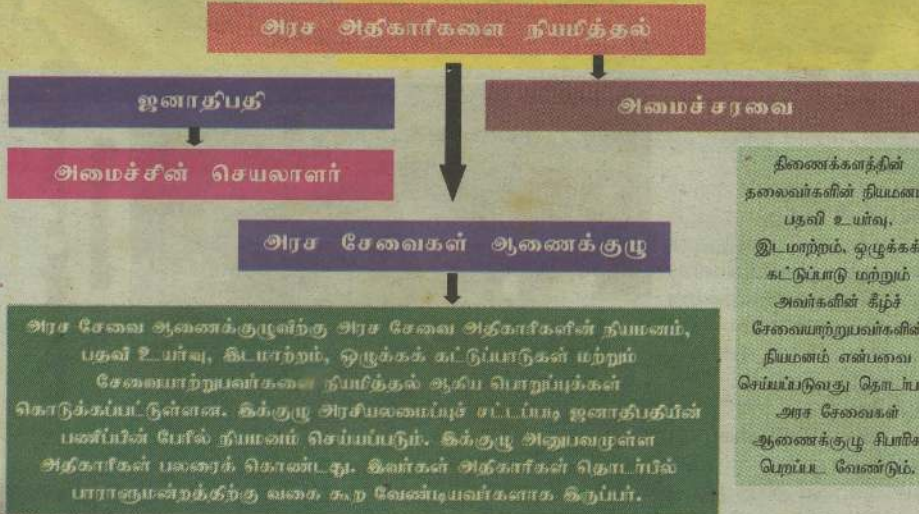 அரச அதிகாரிகளை நியமித்தல்
ஜனாதிபதி
அமைச்சின் செயலாளர்
அமைச்சரவை
திணைக்களத்தின்
தலைவர்களின் நியமனம்
பதவி உயர்வு,
இடமாற்றம், ஒழுக்கக்
கட்டுப்பாடு மற்றும்
அவர்களின் கீழ்ச்
சேவையாற்றுபவர்களின்
நியமனம் என்பவை
செய்யப்படுவது
அரச சேவைகள்
ஆணைக்குழு
பெறப்பட வேண்டும்.
அரச சேவைகள் ஆணைக்குழு
அரச சேவை ஆணைக்குழுவிற்கு அரச சேவை அதிகாரிகளின் நியமனம்,
பதவி உயர்வு, இடமாற்றம், ஒழுக்கக் கட்டுப்பாடுகள் மற்றும்
சேவையாற்றுபவர்களை நியமித்தல் ஆகிய பொறுப்புக்கள்
கொடுக்கப்பட்டுள்ளன. இக்குழு அரசியலமைப்புச் சட்டப்படி ஜனாதிபதியின்
பணிப்பின் பேரில் நியமனம் செய்யப்படும். இக்குழு அனுபவமுள்ள
அதிகாரிகள் பலரைக் கொண்டது. இவர்கள் அதிகாரிகள் தொடர்பில்
பாராளுமன்றத்திற்கு வகை கூற வேண்டியவர்களாக இருப்பர்.